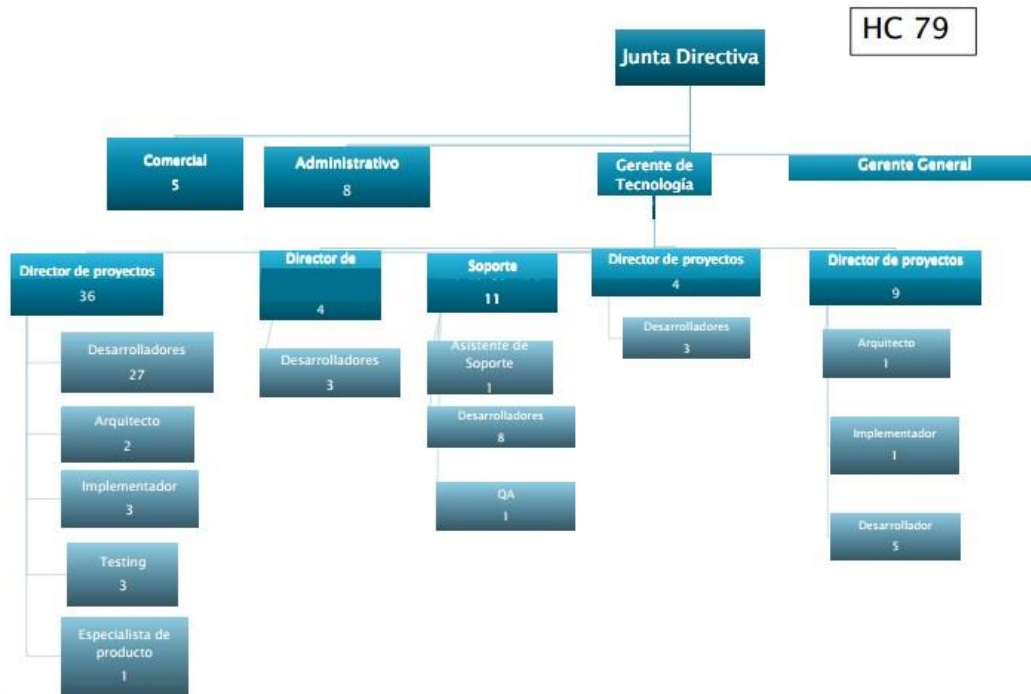 HC 79
Junta Directiva
Comercial
5
Administrativo
8
Gerente de
Tecnología
Gerente General
Director de proyectos
36
Desarrolladores
27
Arquitecto
2
Implementador
3
Testing
3
Especialista de
producto
1
Director de
4
Desarrolladores
3
Soporte
11
Asistente de
Soporte
1
Desarrolladores
8
QA
1
Director de proyectos
4
Desarrolladores
3
Director de proyectos
9
Arquitecto
1
Implementador
1
Desarrollador
5